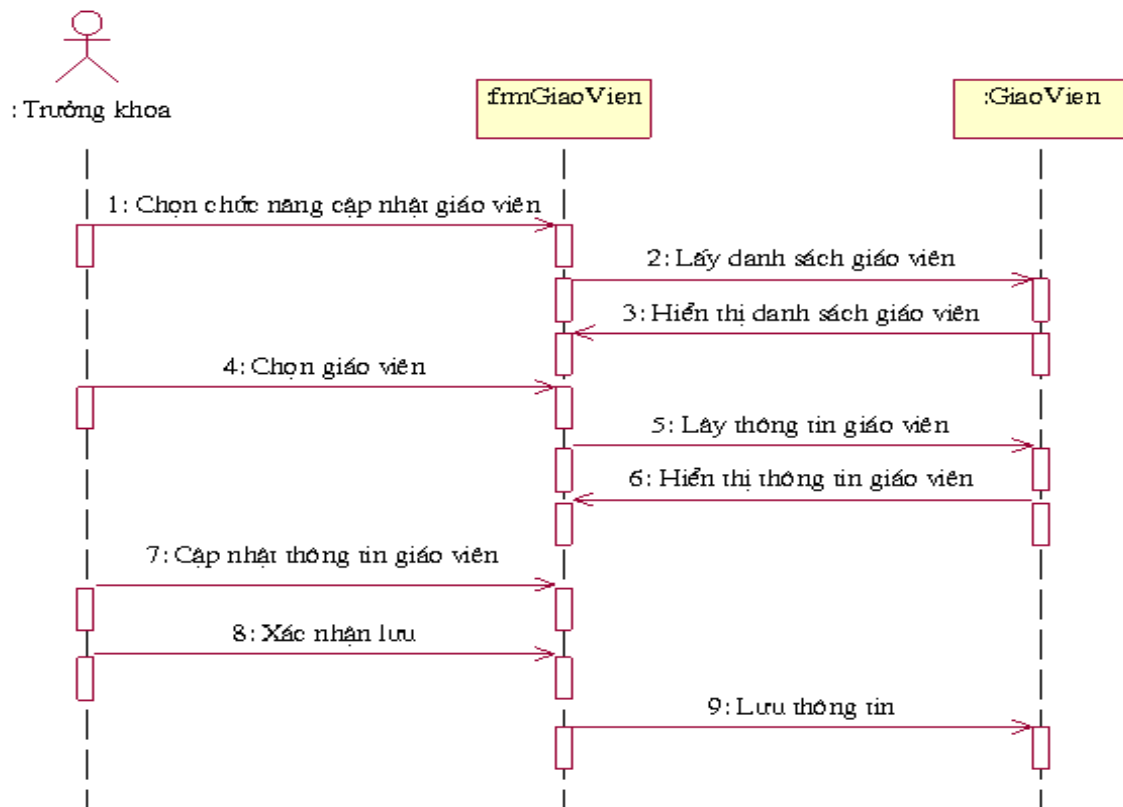 : Trưởng khoa
frmGiaoVien
:GiaoVien
1: Chọn chức năng cập nhật giáo viên
2: Lấy danh sách giáo viên
3: Hiển thị danh sách giáo viên
4: Chọn giáo viên
5: Lây thông tin giáo viên
6: Hiển thị thông tin giáo viên
7: Cập nhật thông tin giáo viên
8: Xác nhận lưu
9: Lưu thông tin